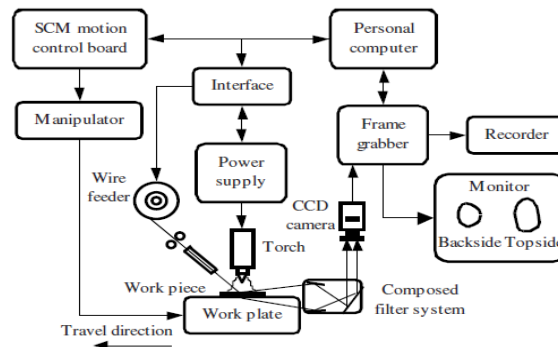 SCM motion
control board
Personal
computer
Interface
Manipulator
Frame
grabber
Recorder
Power
supply
Wire
feeder
CCD
camera
Monitor
Backside Topside
Torch
Work piece
Work plate
Composed
filter system
Travel direction